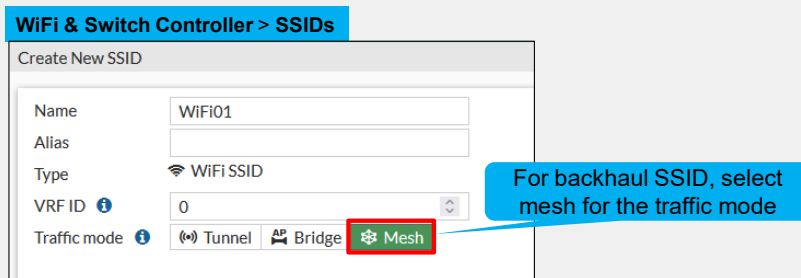 WiFi & Switch Controller > SSIDs
Create New SSID
Name WiFi01
Alias
Type WiFi SSID
VRF ID 0
Traffic mode Tunnel AP Bridge Mesh
For backhaul SSID, select
mesh for the traffic mode